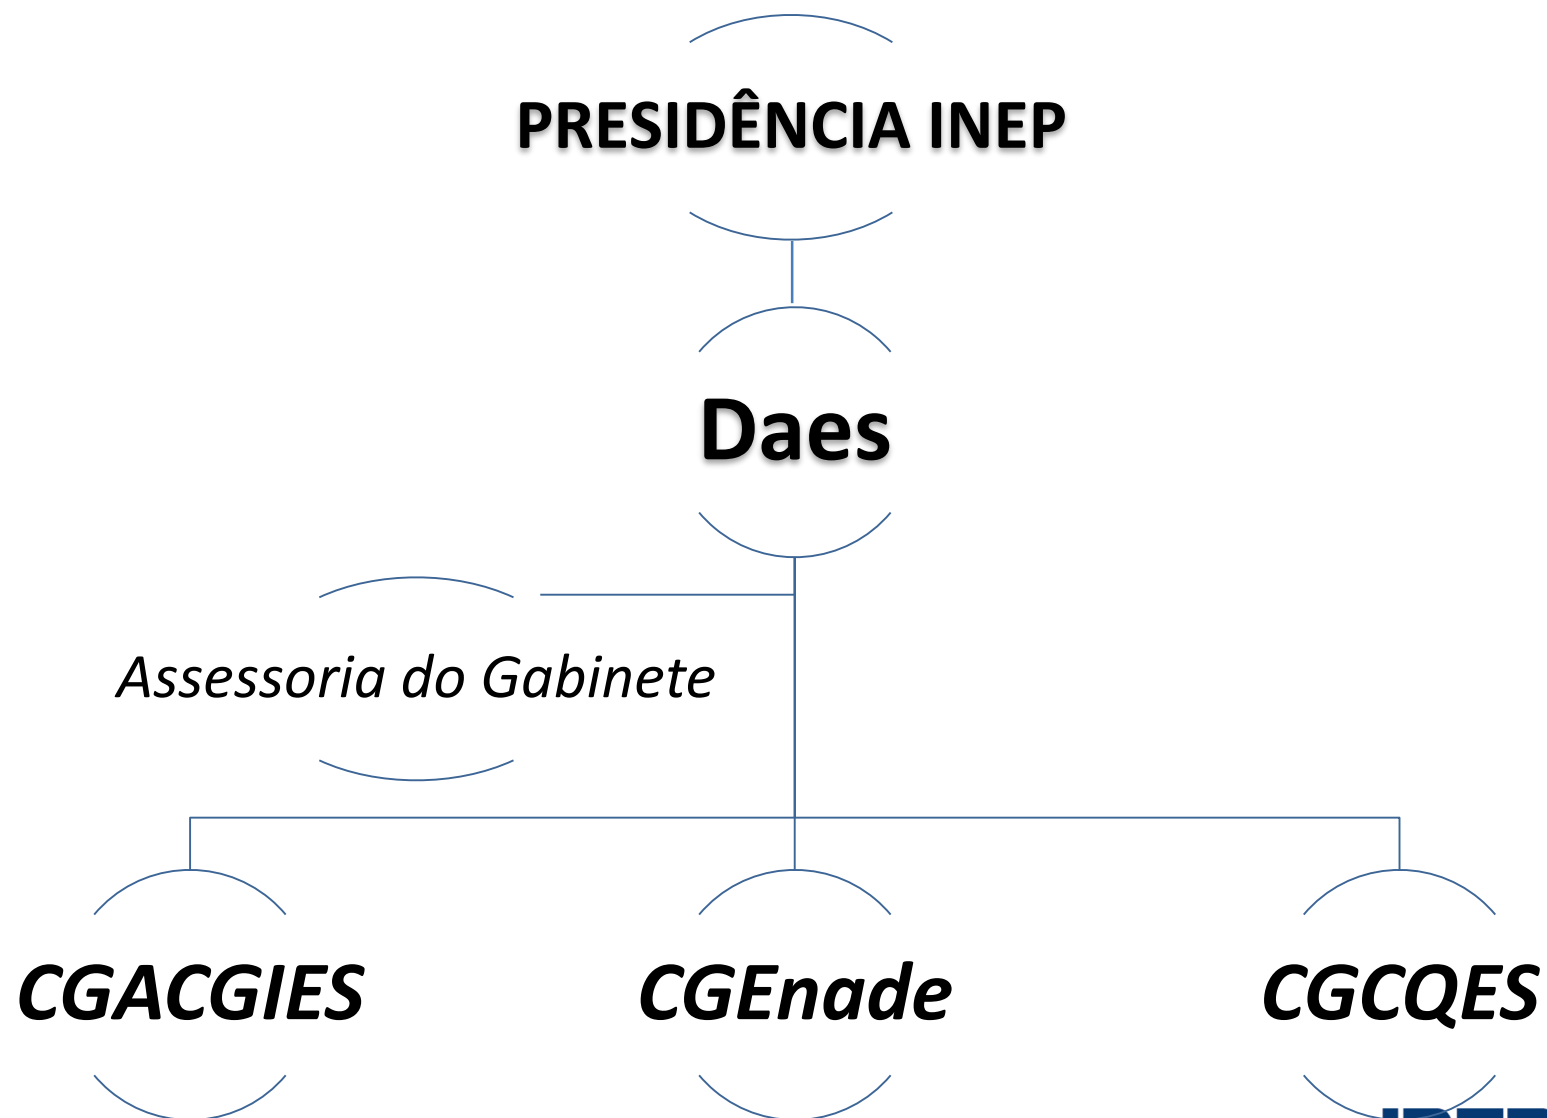 PRESIDÊNCIA INEP
Daes
Assessoria do Gabinete
CGACGIES
CGEnade
CGCQES